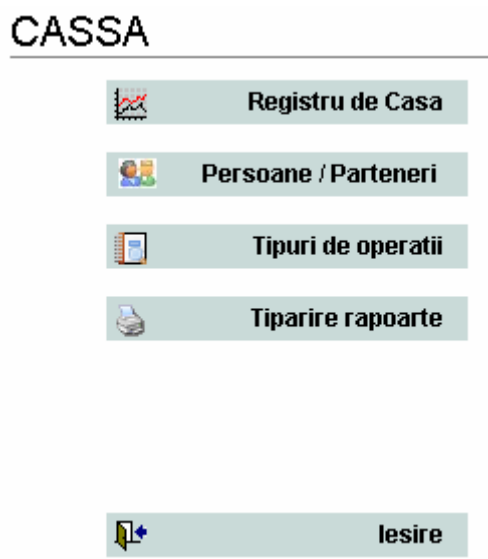 CASSA
Registru de Casa
Persoane / Parteneri
Tipuri de operatii
Tiparire rapoarte
Iesire